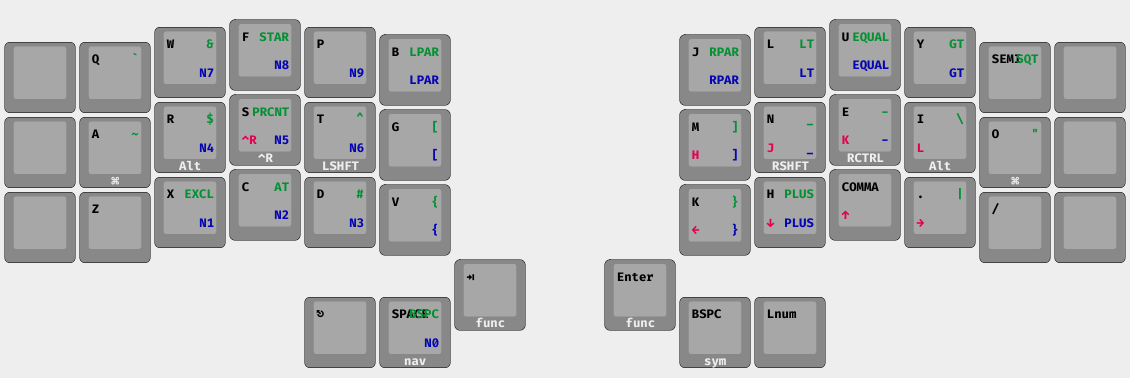 Q `
W &
N7
F STAR
N8
P
N9
B LPAR
LPAR
J RPAR
RPAR
L LT
LT
U EQUAL
EQUAL
Y GT
GT
SEMI SQT
A ~
⌘
R $
N4
Alt
S PRCNT
^R N5
^R
T ^
N6
LSHFT
G [
[
M ]
H ]
N –
J –
RSHFT
E –
K –
RCTRL
I \
L
Alt
O "
⌘
Z
X EXCL
N1
C AT
N2
D #
N3
V {
{
K }
← }
H PLUS
↓ PLUS
COMMA
↑
. |
→
/
SPACE BSPC
N0
nav
⇥
func
Enter
func
BSPC
sym
Lnum